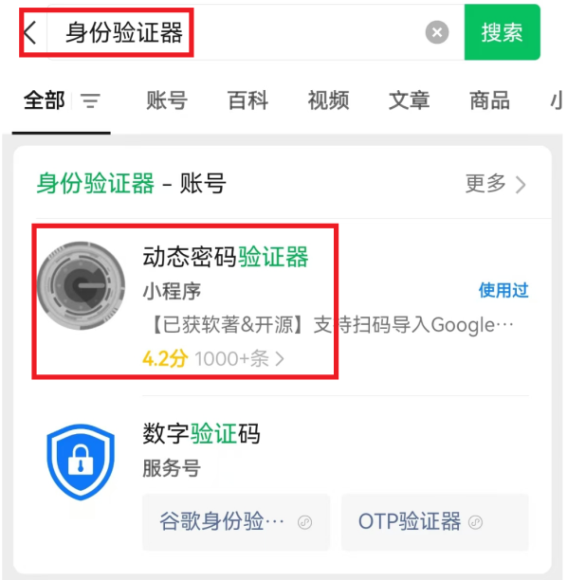 身份验证器 搜索
全部 账号 百科 视频 文章 商品
身份验证器 - 账号 更多
动态密码验证器
小程序 使用过
【已获软著&开源】支持扫码导入Google…
4.2分 1000+条
数字验证码
服务号
谷歌身份验… OTP验证器